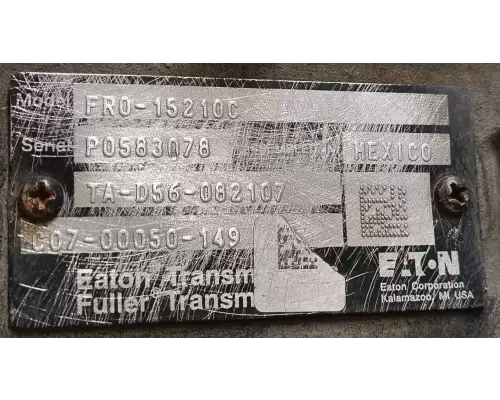 Model FRO-15210C
Serial P0583078 MEXICO
TA-D56-082107
C07-00050-149
Eaton Transm
Fuller Transm
EATON
Eaton Corporation
Kalamazoo, MI USA